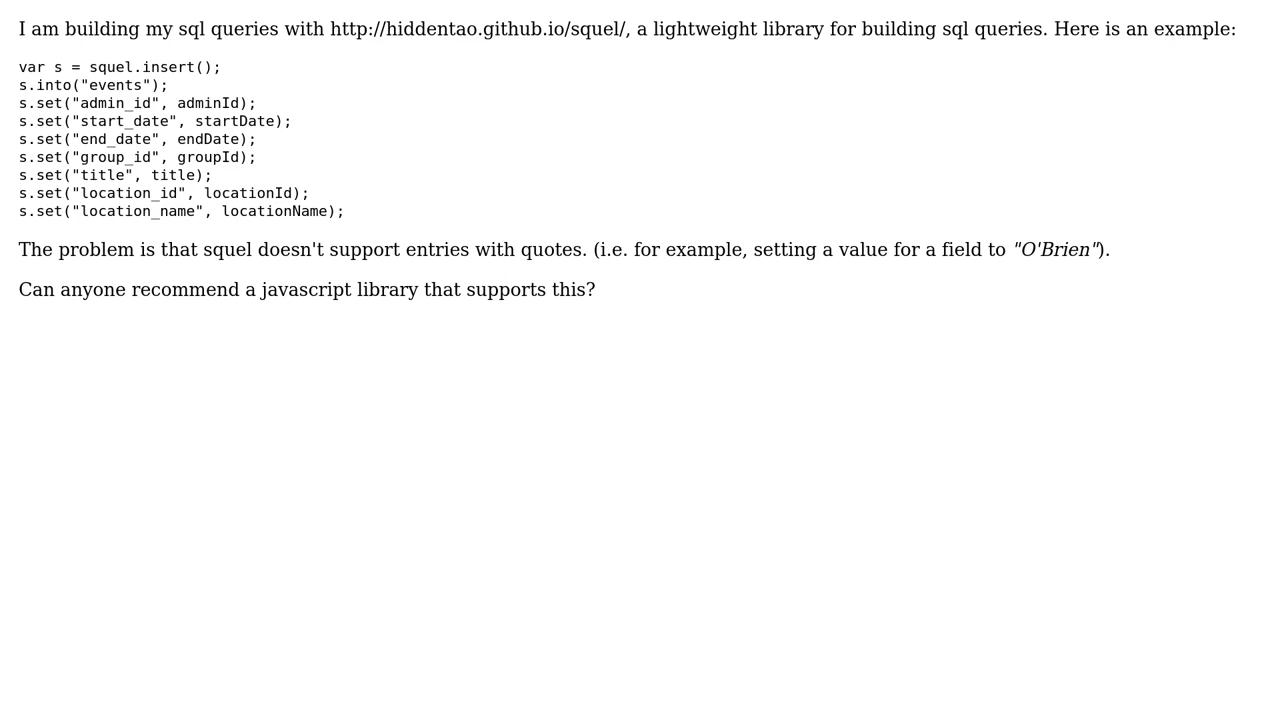 I am building my sql queries with http://hiddentao.github.io/squel/, a lightweight library for building sql queries. Here is an example:
var s = squel.insert();
s.into("events");
s.set("admin_id", adminId);
s.set("start_date", startDate);
s.set("end_date", endDate);
s.set("group_id", groupId);
s.set("title", title);
s.set("location_id", locationId);
s.set("location_name", locationName);
The problem is that squel doesn't support entries with quotes. (i.e. for example, setting a value for a field to "O'Brien").
Can anyone recommend a javascript library that supports this?